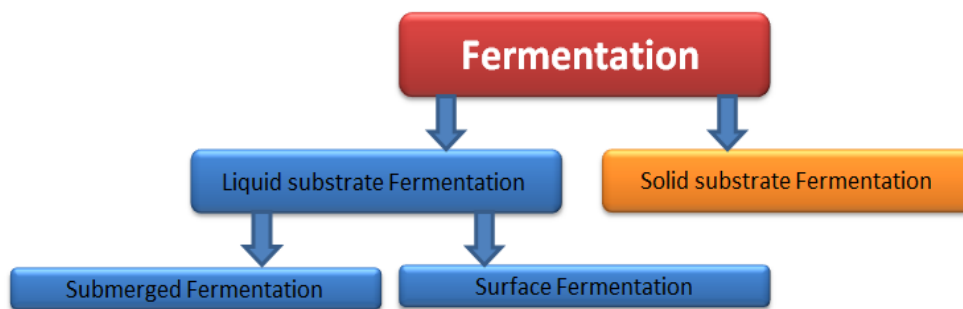 Fermentation
Liquid substrate Fermentation
Solid substrate Fermentation
Submerged Fermentation
Surface Fermentation